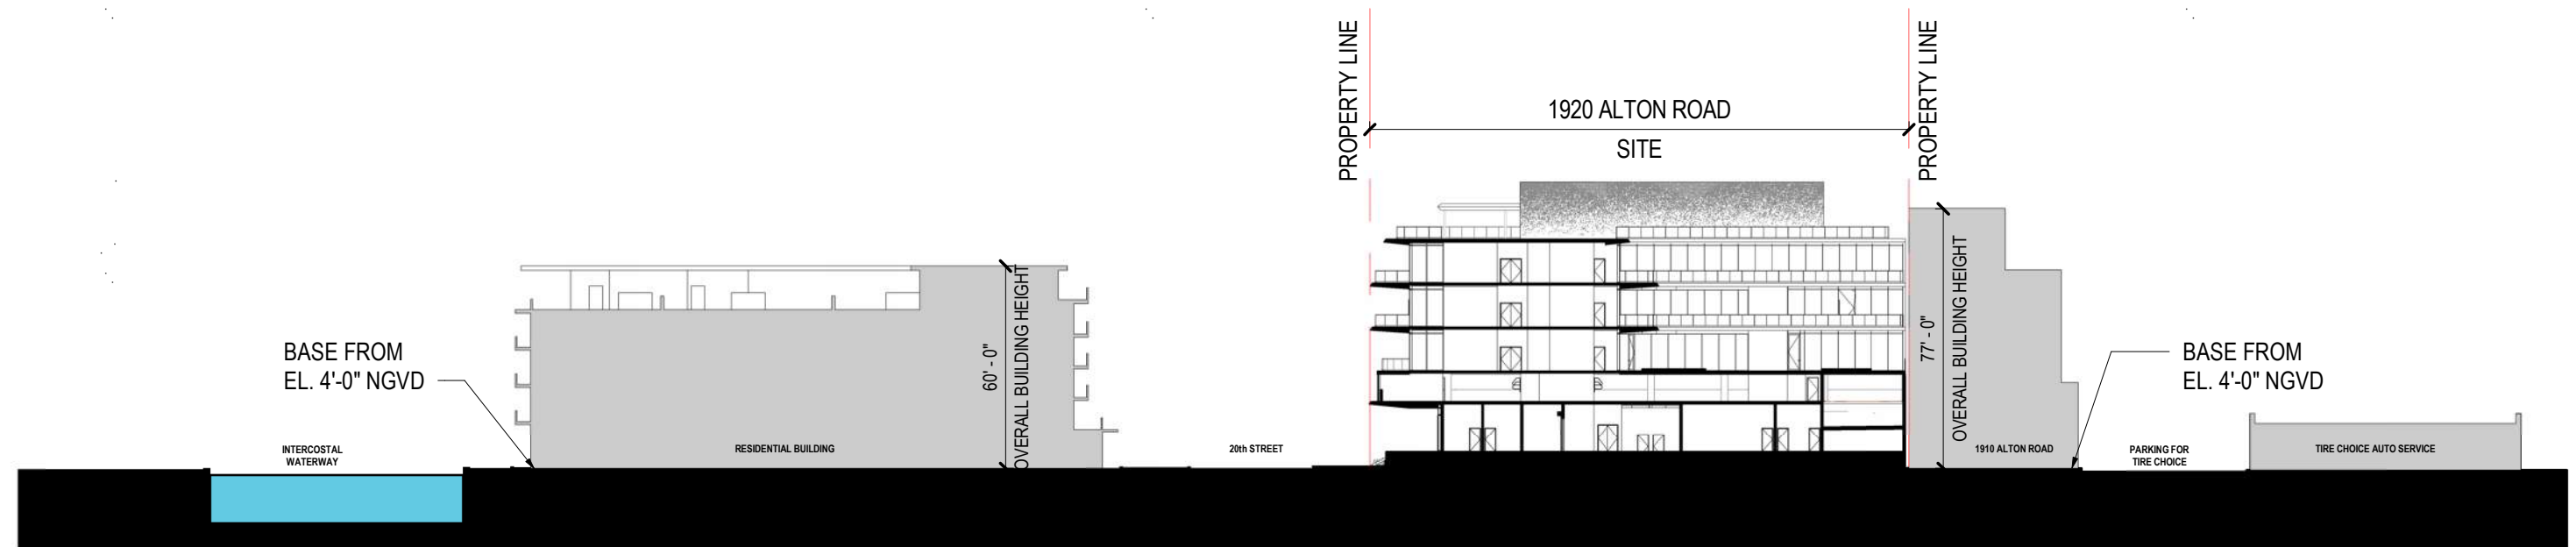 PROPERTY LINE
1920 ALTON ROAD
SITE
PROPERTY LINE
BASE FROM
EL. 4'-0" NGVD
60' - 0"
OVERALL BUILDING HEIGHT
77' - 0"
OVERALL BUILDING HEIGHT
BASE FROM
EL. 4'-0" NGVD
INTERCOSTAL
WATERWAY
RESIDENTIAL BUILDING
20th STREET
1910 ALTON ROAD
PARKING FOR
TIRE CHOICE
TIRE CHOICE AUTO SERVICE